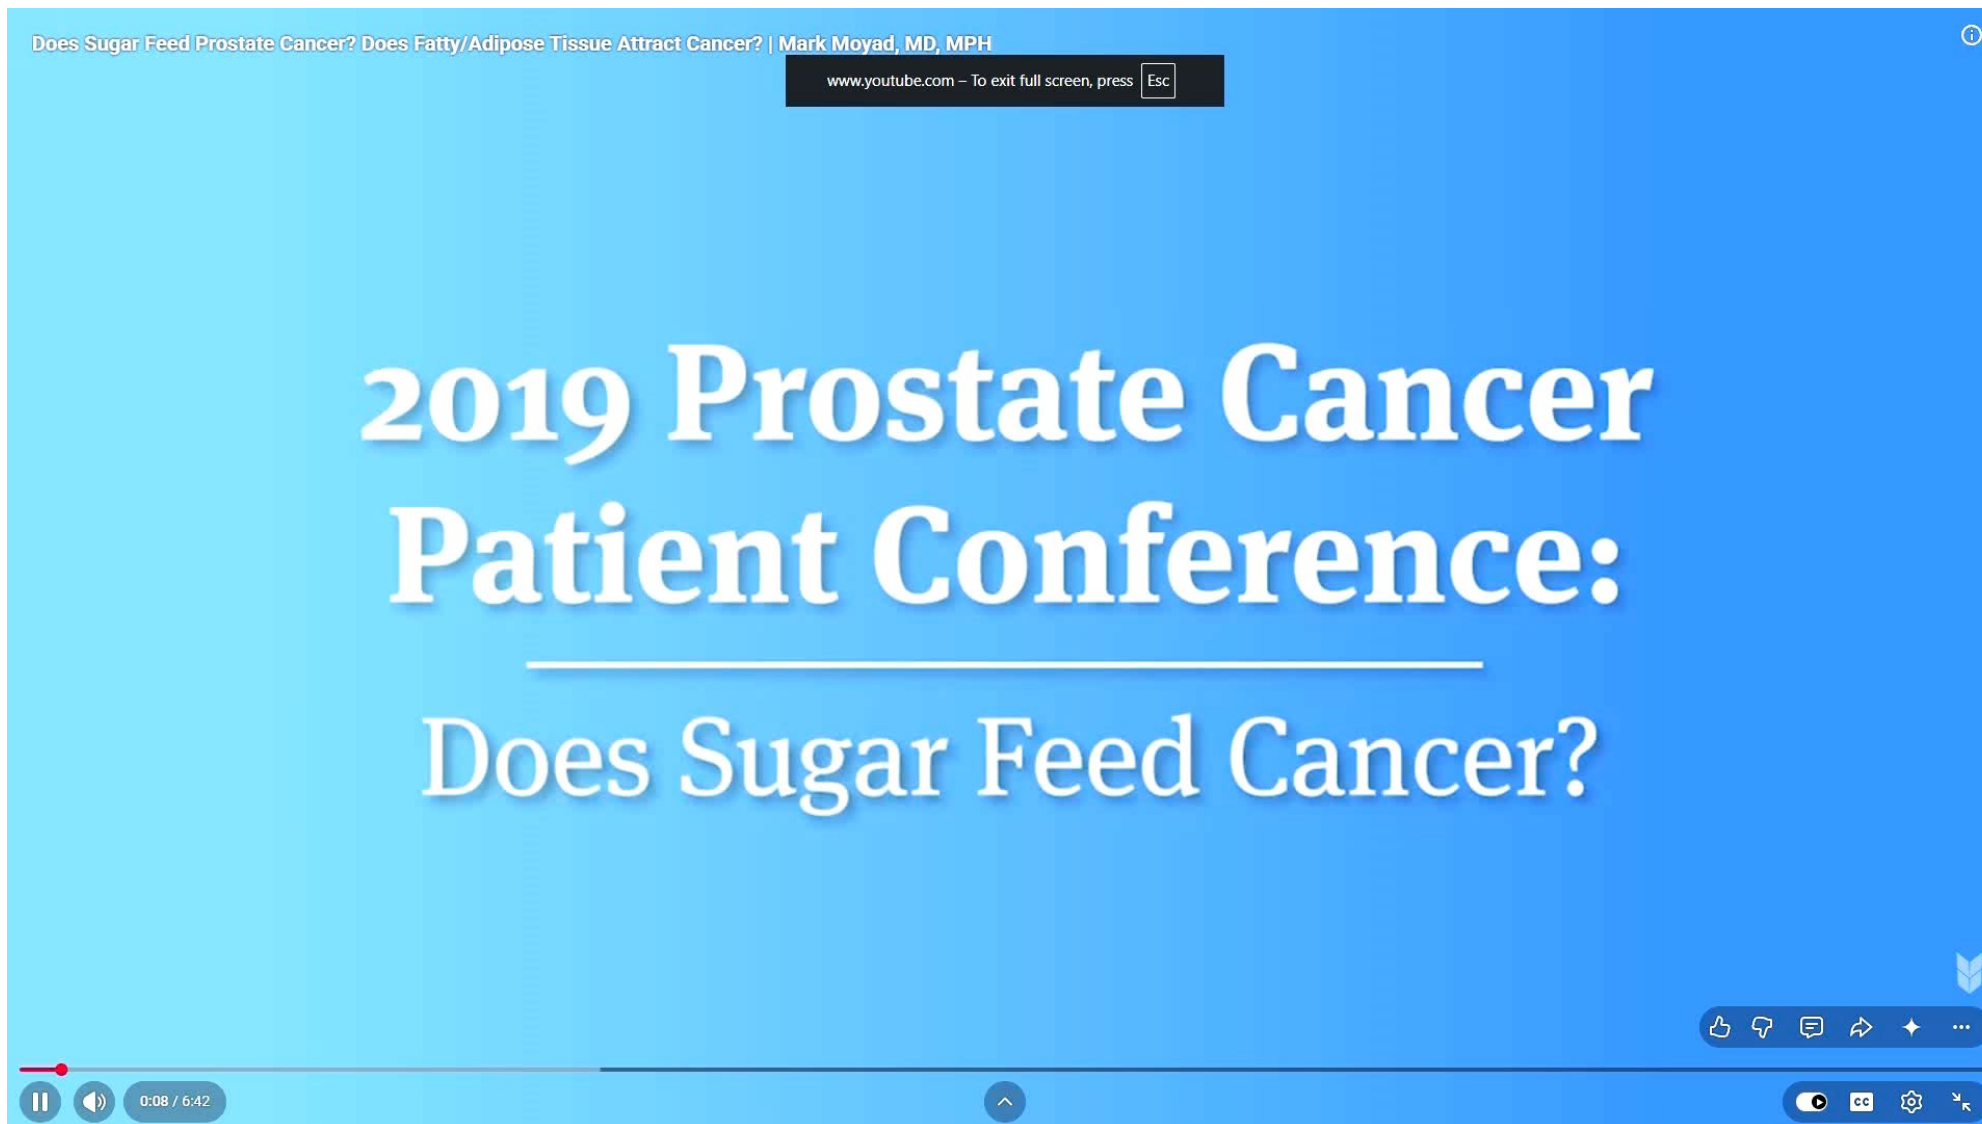 Does Sugar Feed Prostate Cancer? Does Fatty/Adipose Tissue Attract Cancer? | Mark Moyad, MD, MPH
www.youtube.com – To exit full screen, press Esc
2019 Prostate Cancer
Patient Conference:
Does Sugar Feed Cancer?
0:08 / 6:42
CC